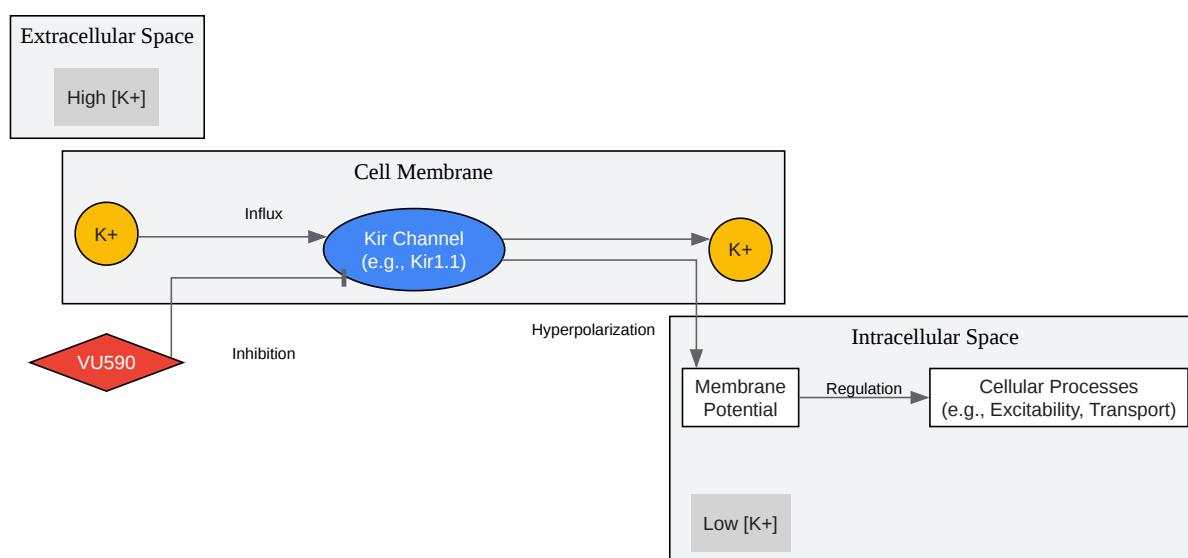 Extracellular Space
High [K+]
Cell Membrane
K+
Influx
Kir Channel
(e.g., Kir1.1)
K+
VU590
Inhibition
Hyperpolarization
Intracellular Space
Membrane
Potential
Regulation
Cellular Processes
(e.g., Excitability, Transport)
Low [K+]